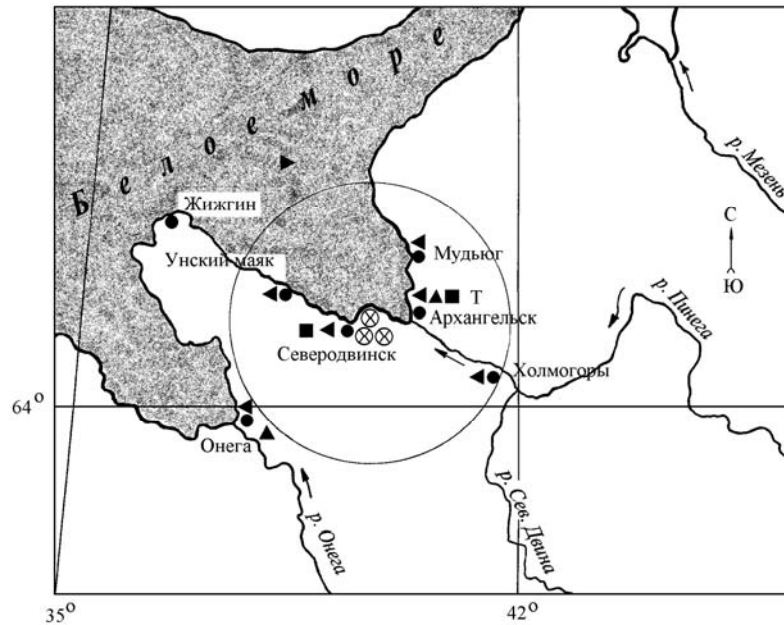 Белое море
р. Мезень
Жижгин
С
Ю
Унский маяк
Мудьюг
р. Пинега
Т
Архангельск
Северодвинск
Холмогоры
64°
Онега
р. Онега
р. Сев. Двина
35°
42°